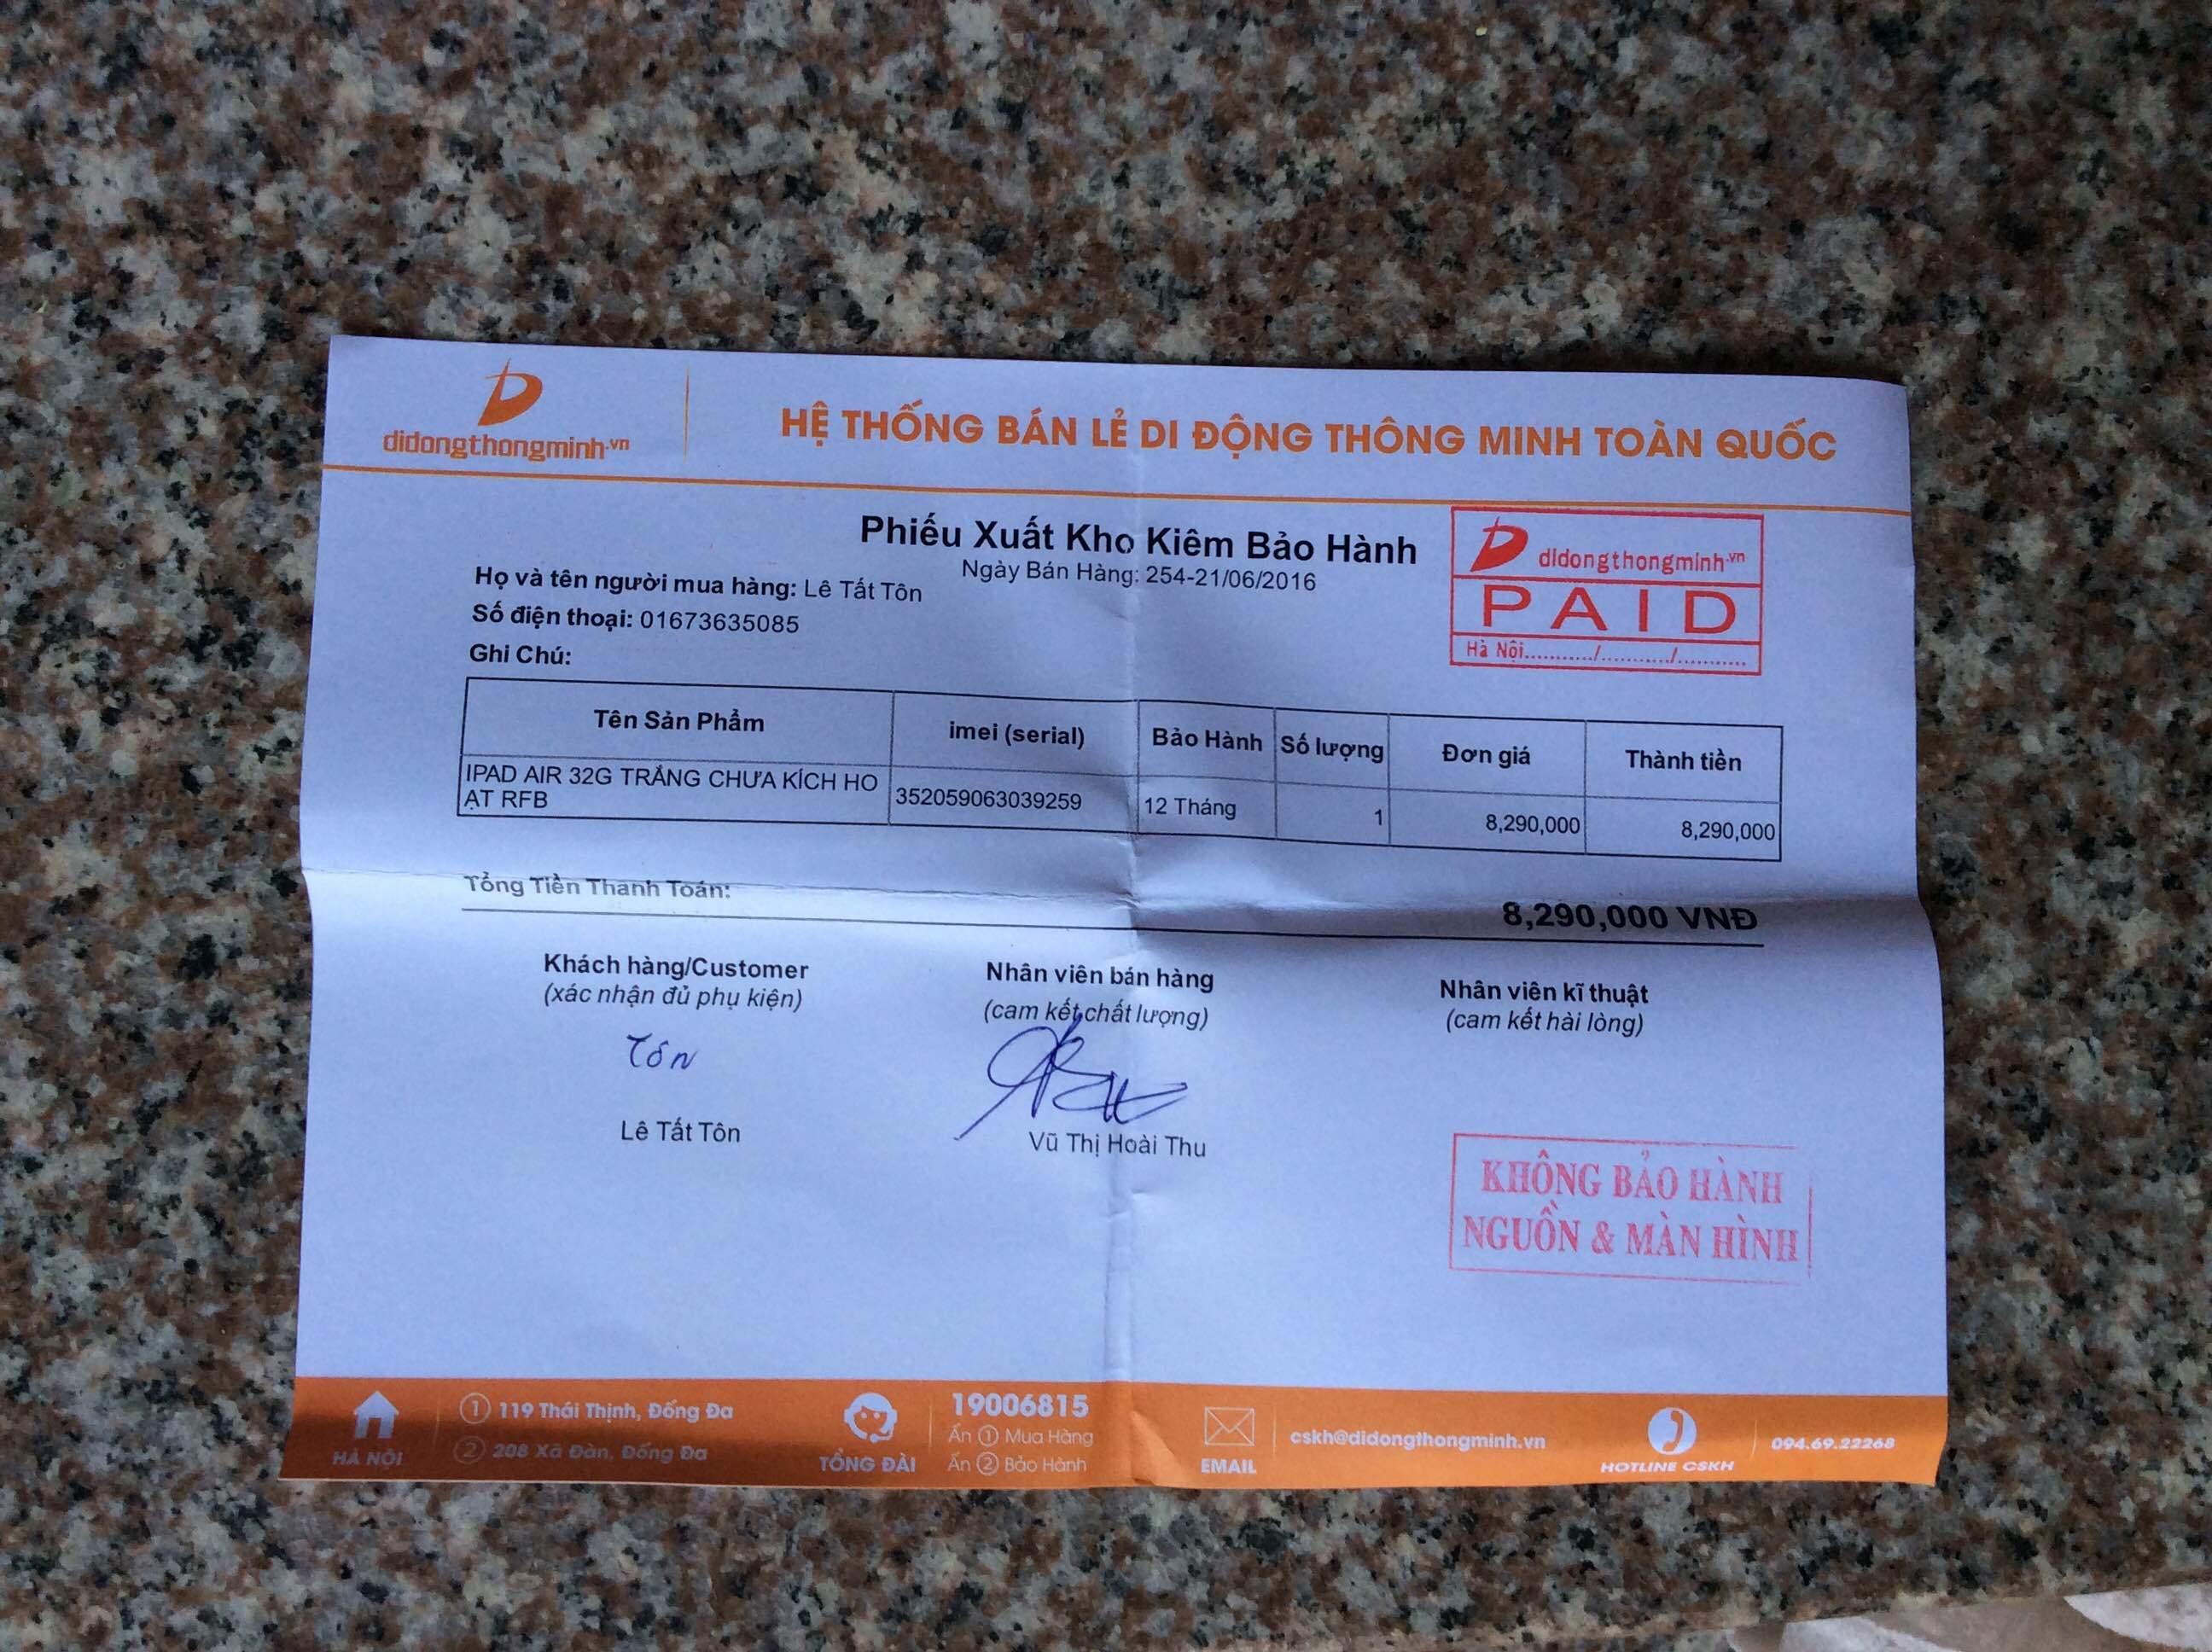 didongthongminh.vn
HỆ THỐNG BÁN LẺ DI ĐỘNG THÔNG MINH TOÀN QUỐC
Phiếu Xuất Kho Kiêm Bảo Hành
Ngày Bán Hàng: 254-21/06/2016
didongthongminh.vn
PAID
Hà Nội.........../.........../...........
Họ và tên người mua hàng: Lê Tất Tôn
Số điện thoại: 01673635085
Ghi Chú:
Tên Sản Phẩm imei (serial) Bảo Hành Số lượng Đơn giá Thành tiền
IPAD AIR 32G TRẮNG CHƯA KÍCH HO
ẠT RFB 352059063039259 12 Tháng 1 8,290,000 8,290,000
Tổng Tiền Thanh Toán: 8,290,000 VNĐ
Khách hàng/Customer Nhân viên bán hàng Nhân viên kĩ thuật
(xác nhận đủ phụ kiện) (cam kết chất lượng) (cam kết hài lòng)
Tôn
Lê Tất Tôn Vũ Thị Hoài Thu
KHÔNG BẢO HÀNH
NGUỒN & MÀN HÌNH
HÀ NỘI
1 119 Thái Thịnh, Đống Đa
2 208 Xã Đàn, Đống Đa
TỔNG ĐÀI
19006815
Ấn 1 Mua Hàng
Ấn 2 Bảo Hành
EMAIL
cskh@didongthongminh.vn
HOTLINE CSKH
094.69.22268